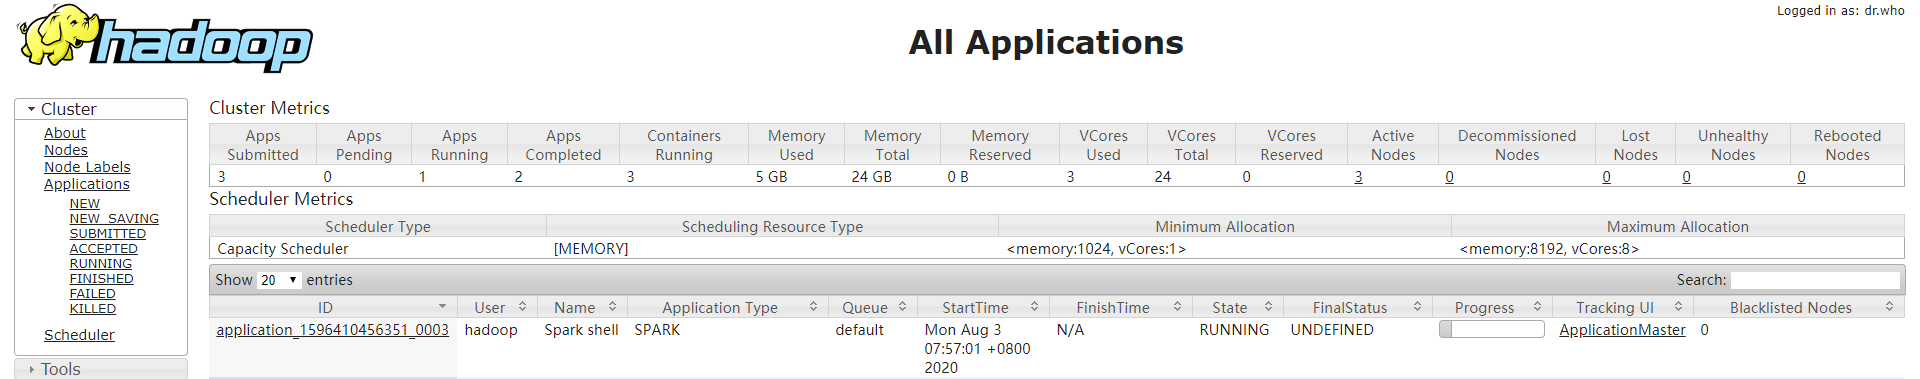 Logged in as: dr.who
hadoop
All Applications
Cluster
About
Nodes
Node Labels
Applications
NEW
NEW_SAVING
SUBMITTED
ACCEPTED
RUNNING
FINISHED
FAILED
KILLED
Scheduler
Tools
Cluster Metrics
Apps Submitted Apps Pending Apps Running Apps Completed Containers Running Memory Used Memory Total Memory Reserved VCores Used VCores Total VCores Reserved Active Nodes Decommissioned Nodes Lost Nodes Unhealthy Nodes Rebooted Nodes
3 0 1 2 3 5 GB 24 GB 0 B 3 24 0 3 0 0 0 0
Scheduler Metrics
Scheduler Type Scheduling Resource Type Minimum Allocation Maximum Allocation
Capacity Scheduler [MEMORY] <memory:1024, vCores:1> <memory:8192, vCores:8>
Show 20 entries Search:
ID User Name Application Type Queue StartTime FinishTime State FinalStatus Progress Tracking UI Blacklisted Nodes
application_1596410456351_0003 hadoop Spark shell SPARK default Mon Aug 3 N/A RUNNING UNDEFINED ApplicationMaster 0
07:57:01 +0800
2020